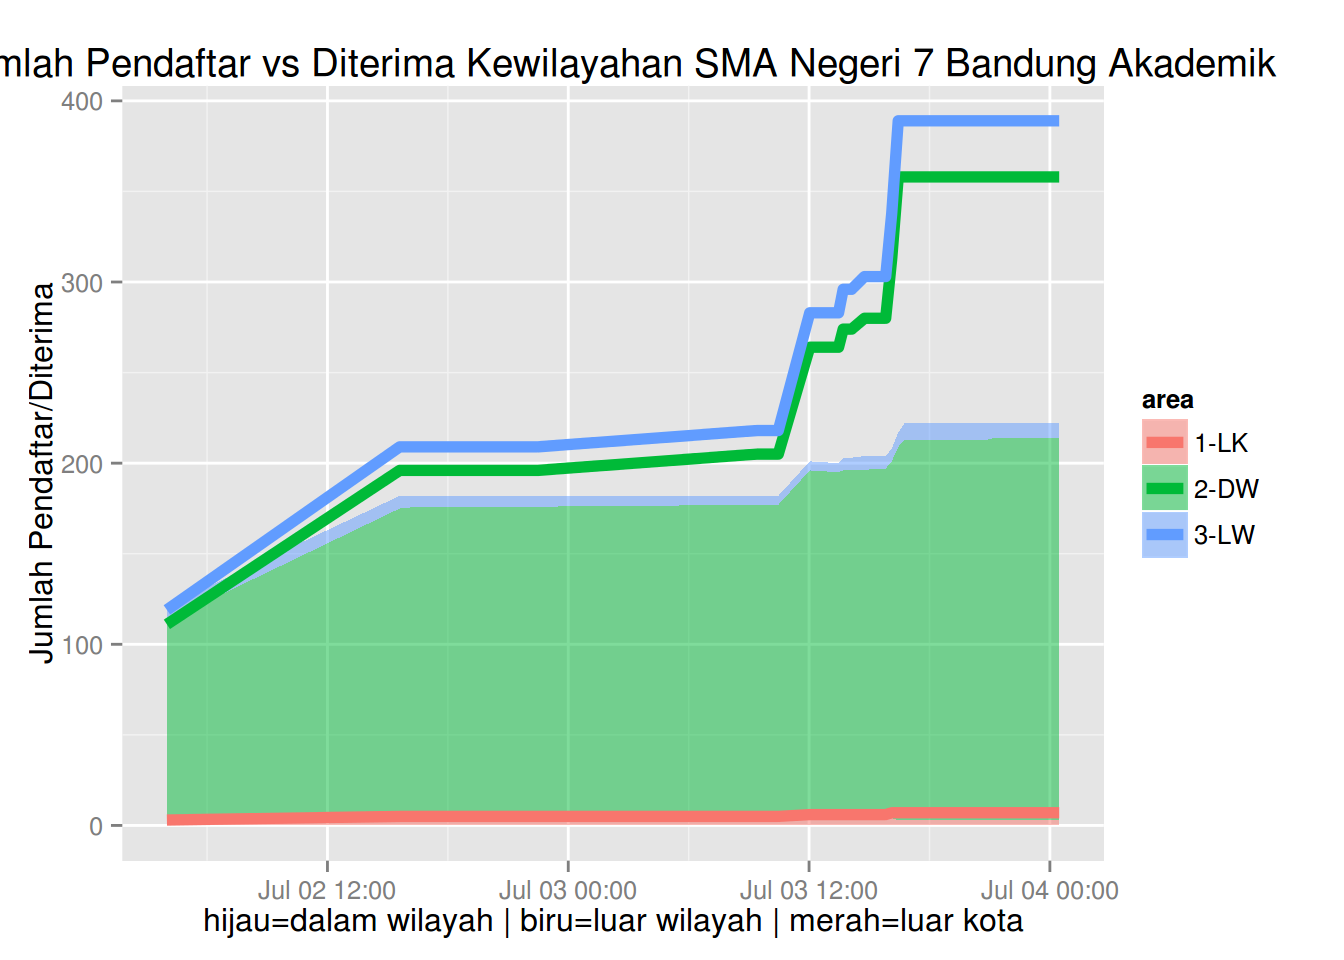 mlah Pendaftar vs Diterima Kewilayahan SMA Negeri 7 Bandung Akademik
Jumlah Pendaftar/Diterima
400
300
200
100
0
Jul 02 12:00 Jul 03 00:00 Jul 03 12:00 Jul 04 00:00
hijau=dalam wilayah | biru=luar wilayah | merah=luar kota
area
1-LK
2-DW
3-LW